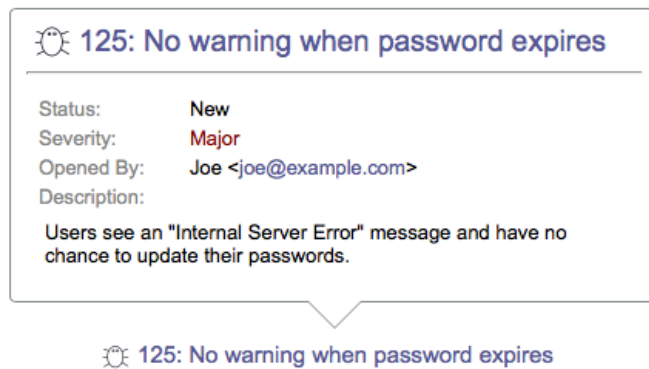 125: No warning when password expires
Status: New
Severity: Major
Opened By: Joe <joe@example.com>
Description:
Users see an "Internal Server Error" message and have no
chance to update their passwords.
125: No warning when password expires